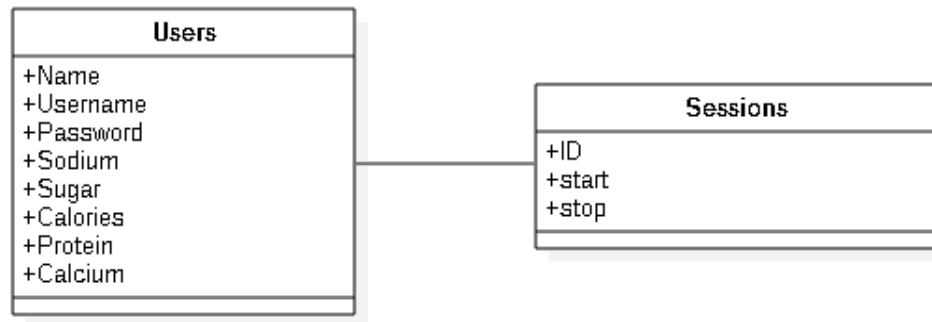 Users
+Name
+Username
+Password
+Sodium
+Sugar
+Calories
+Protein
+Calcium
Sessions
+ID
+start
+stop